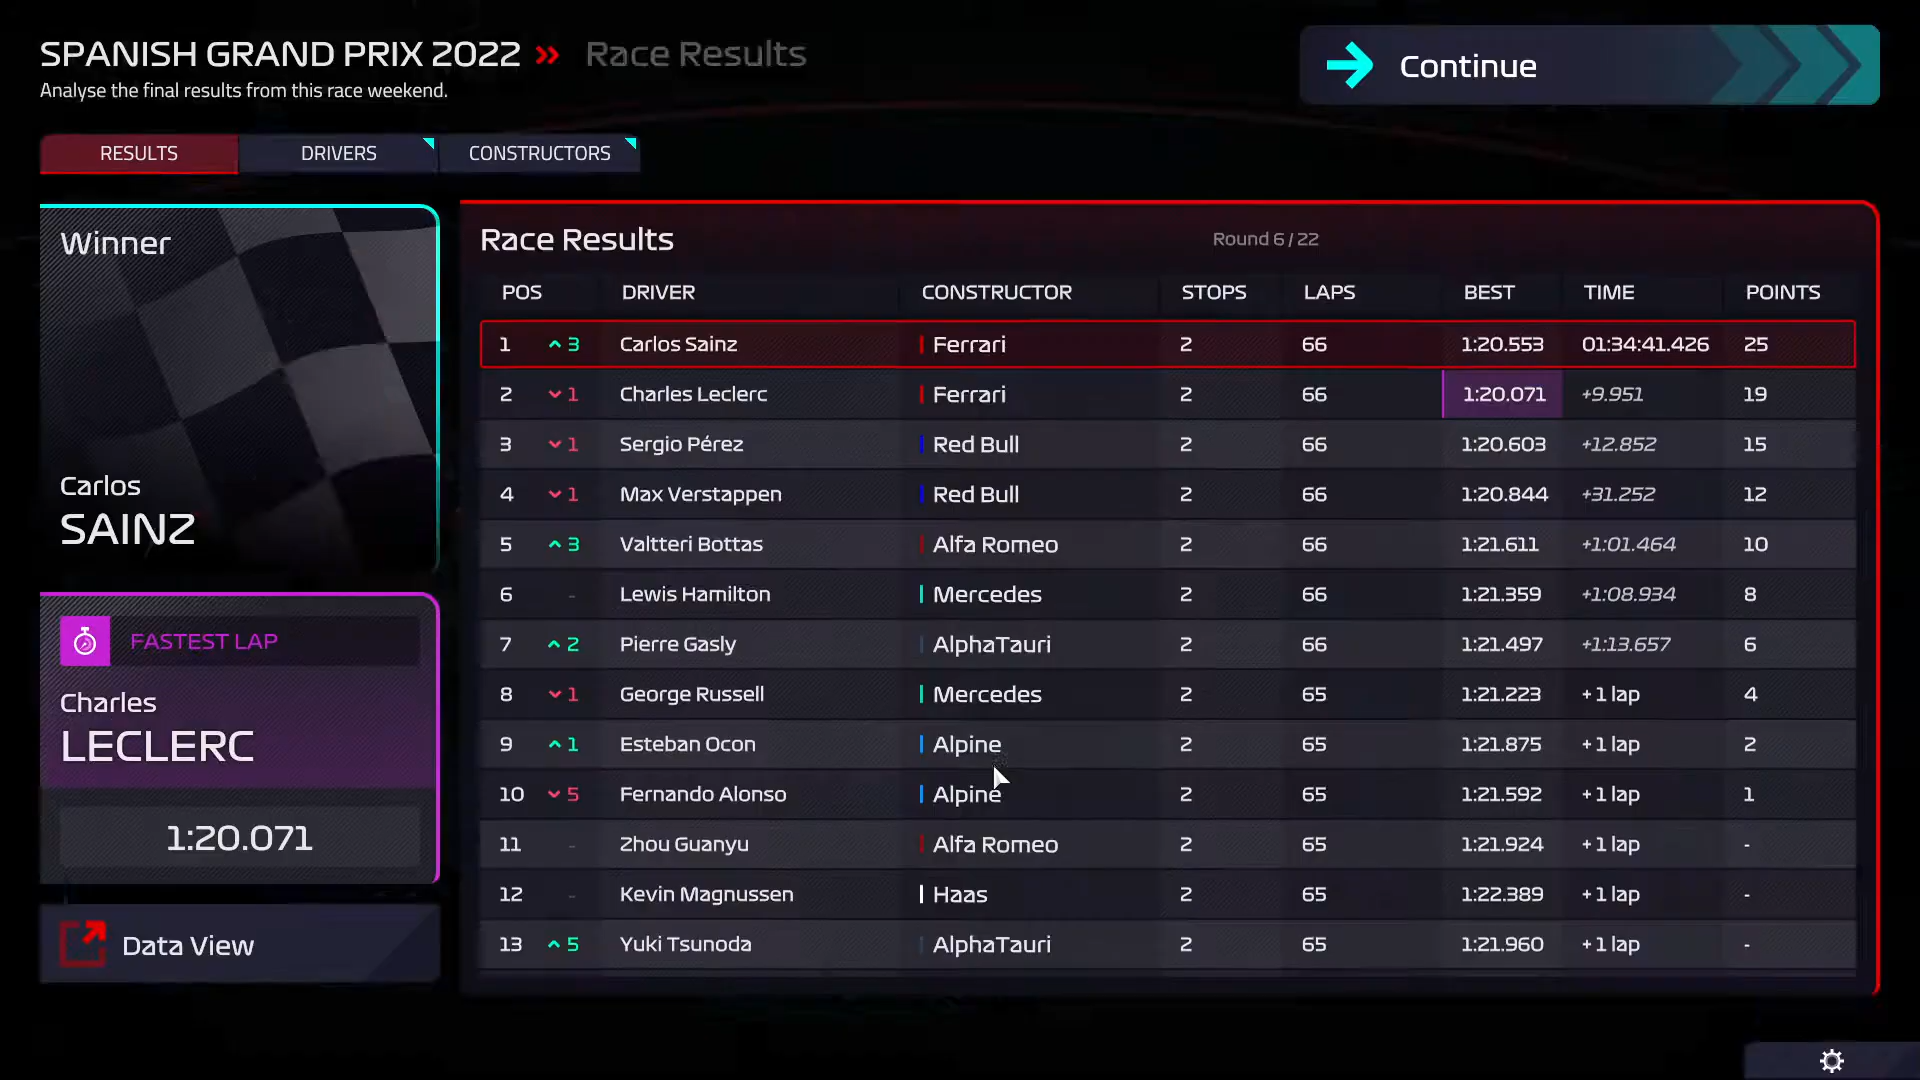 SPANISH GRAND PRIX 2022 Race Results
Continue
Analyse the final results from this race weekend.
RESULTS DRIVERS CONSTRUCTORS
Winner
Carlos
SAINZ
FASTEST LAP
Charles
LECLERC
1:20.071
Data View
Race Results Round 6 / 22
POS DRIVER CONSTRUCTOR STOPS LAPS BEST TIME POINTS
1 3 Carlos Sainz Ferrari 2 66 1:20.553 01:34:41.426 25
2 1 Charles Leclerc Ferrari 2 66 1:20.071 +9.951 19
3 1 Sergio Pérez Red Bull 2 66 1:20.603 +12.852 15
4 1 Max Verstappen Red Bull 2 66 1:20.844 +31.252 12
5 3 Valtteri Bottas Alfa Romeo 2 66 1:21.611 +1:01.464 10
6 - Lewis Hamilton Mercedes 2 66 1:21.359 +1:08.934 8
7 2 Pierre Gasly AlphaTauri 2 66 1:21.497 +1:13.657 6
8 1 George Russell Mercedes 2 65 1:21.223 + 1 lap 4
9 1 Esteban Ocon Alpine 2 65 1:21.875 + 1 lap 2
10 5 Fernando Alonso Alpine 2 65 1:21.592 + 1 lap 1
11 - Zhou Guanyu Alfa Romeo 2 65 1:21.924 + 1 lap -
12 - Kevin Magnussen Haas 2 65 1:22.389 + 1 lap -
13 5 Yuki Tsunoda AlphaTauri 2 65 1:21.960 + 1 lap -